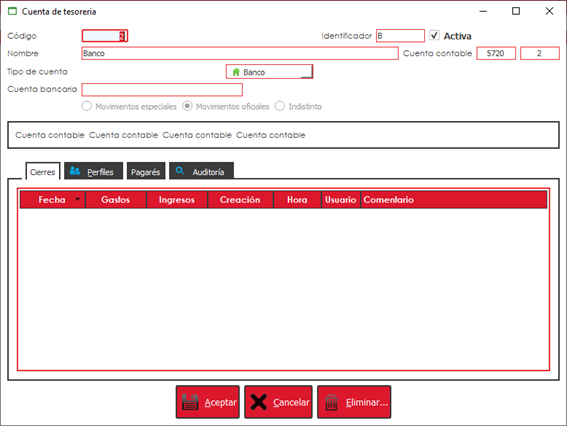 Cuenta de tesorería
Código 2 Identificador B Activa
Nombre Banco Cuenta contable 5720 2
Tipo de cuenta Banco
Cuenta bancaria
Movimientos especiales Movimientos oficiales Indistinto
Cuenta contable Cuenta contable Cuenta contable Cuenta contable
Cierres Perfiles Pagarés Auditoría
Fecha Gastos Ingresos Creación Hora Usuario Comentario
Aceptar Cancelar Eliminar...